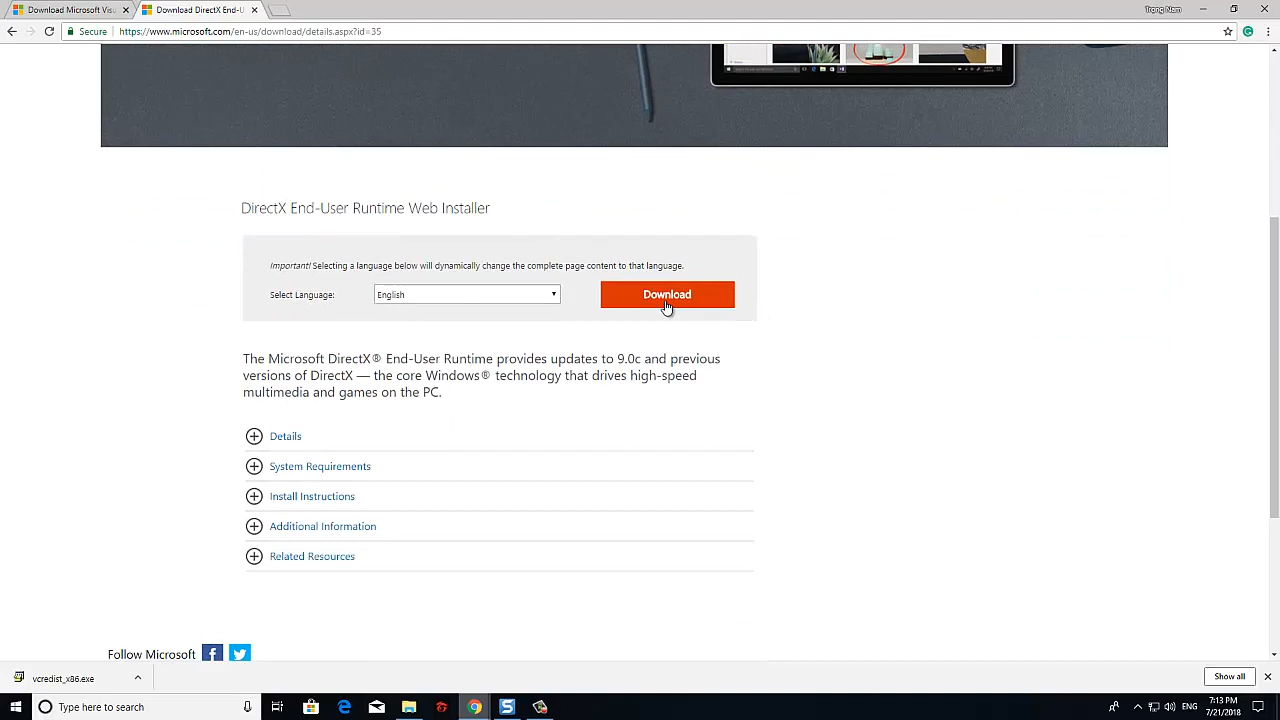 Download Microsoft Visu
Download DirectX End-U
Trong Nam
Secure
https://www.microsoft.com/en-us/download/details.aspx?id=35
DirectX End-User Runtime Web Installer
Important! Selecting a language below will dynamically change the complete page content to that language.
Select Language:
English
Download
The Microsoft DirectX® End-User Runtime provides updates to 9.0c and previous
versions of DirectX — the core Windows® technology that drives high-speed
multimedia and games on the PC.
Details
System Requirements
Install Instructions
Additional Information
Related Resources
Follow Microsoft
vcredist_x86.exe
Show all
Type here to search
ENG
7:13 PM
7/21/2018